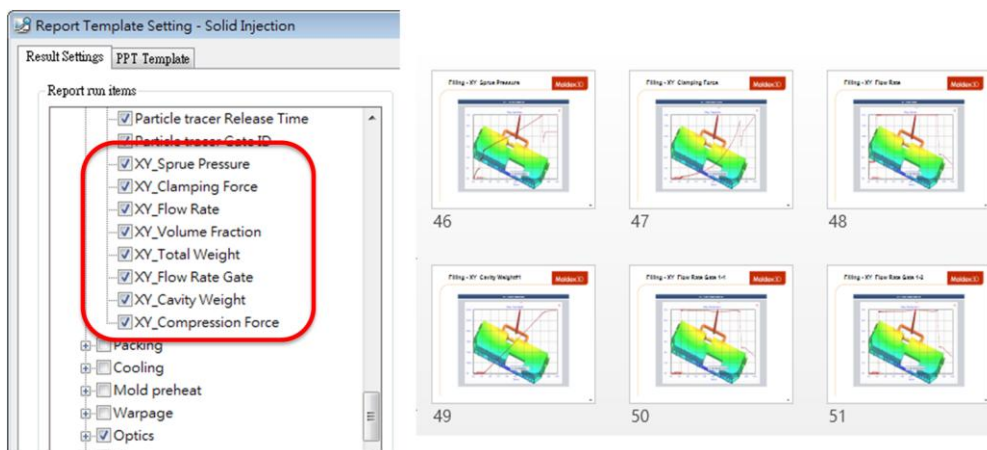 Report Template Setting - Solid Injection
Result Settings PPT Template
Report run items
Particle tracer Release Time
Particle tracer Gate ID
XY_Sprue Pressure
XY_Clamping Force
XY_Flow Rate
XY_Volume Fraction
XY_Total Weight
XY_Flow Rate Gate
XY_Cavity Weight
XY_Compression Force
Packing
Cooling
Mold preheat
Warpage
Optics
Filling - XY Sprue Pressure Moldex3D
46
Filling - XY Clamping Force Moldex3D
47
Filling - XY Flow Rate Moldex3D
48
Filling - XY Cavity Weight#1 Moldex3D
49
Filling - XY Flow Rate Gate 1-1 Moldex3D
50
Filling - XY Flow Rate Gate 1-2 Moldex3D
51